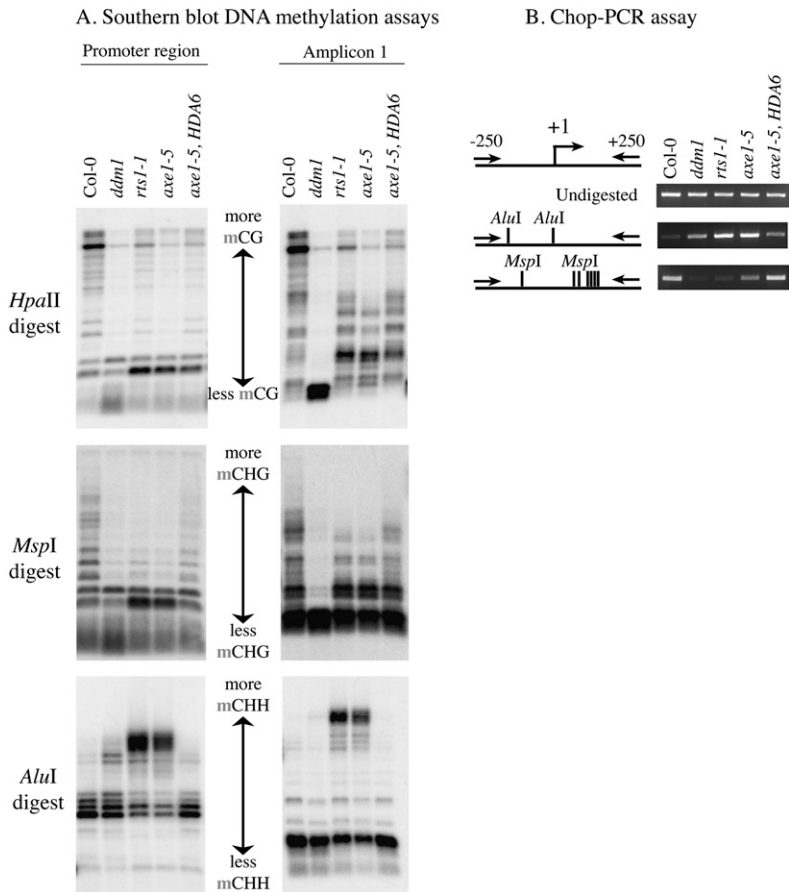 A. Southern blot DNA methylation assays
Promoter region
Amplicon 1
Col-0
ddm1
rts1-1
axe1-5
axe1-5, HDA6
Col-0
ddm1
rts1-1
axe1-5
axe1-5, HDA6
HpaII
digest
more
mCG
less mCG
MspI
digest
more
mCHG
less
mCHG
AluI
digest
more
mCHH
less
mCHH
B. Chop-PCR assay
Col-0
ddm1
rts1-1
axe1-5
axe1-5, HDA6
-250
+1
+250
Undigested
AluI
AluI
MspI
MspI